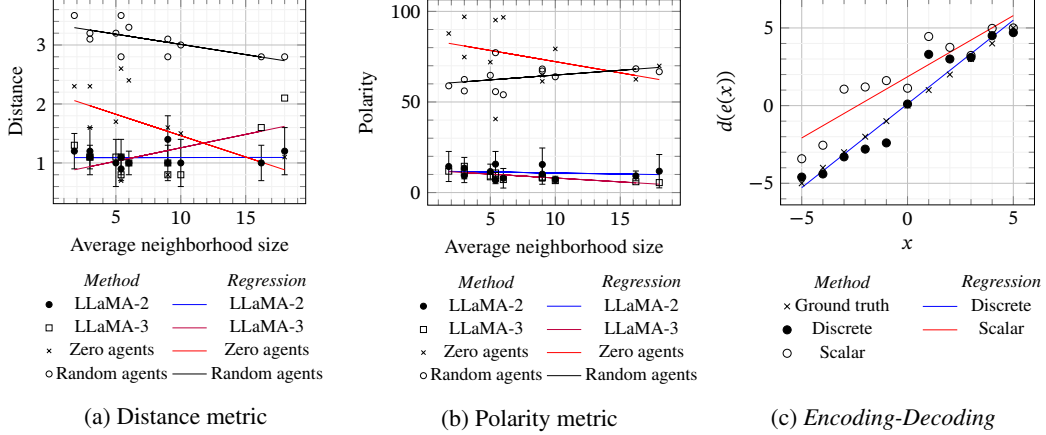 Distance
3
2
1
5
10
15
Average neighborhood size
Method Regression
LLaMA-2 LLaMA-2
LLaMA-3 LLaMA-3
Zero agents Zero agents
Random agents Random agents
(a) Distance metric
Polarity
100
50
0
5
10
15
Average neighborhood size
Method Regression
LLaMA-2 LLaMA-2
LLaMA-3 LLaMA-3
Zero agents Zero agents
Random agents Random agents
(b) Polarity metric
d(e(x))
5
0
−5
−5
0
5
x
Method Regression
Ground truth Discrete
Discrete Scalar
Scalar
(c) Encoding-Decoding